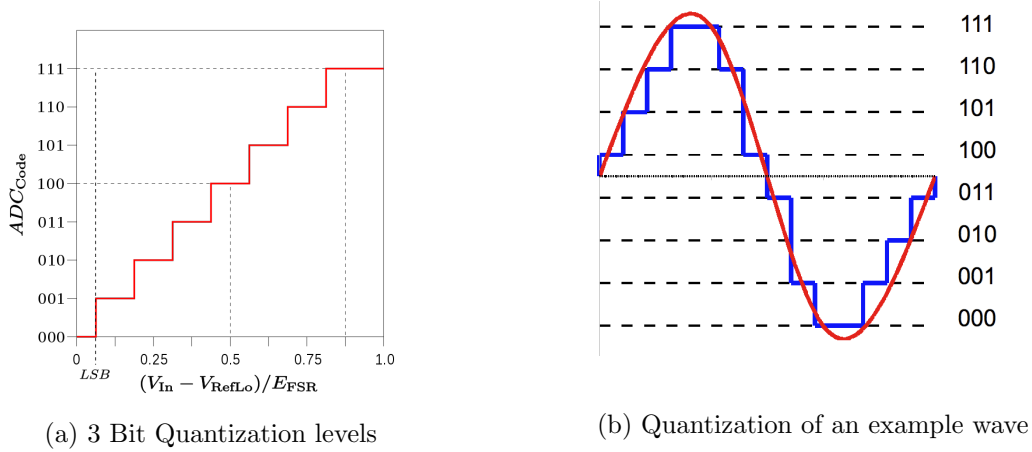 111
110
101
100
011
010
001
000
ADC_Code
0 0.25 0.5 0.75 1.0
LSB
(V_In − V_RefLo)/E_FSR
(a) 3 Bit Quantization levels
111
110
101
100
011
010
001
000
(b) Quantization of an example wave